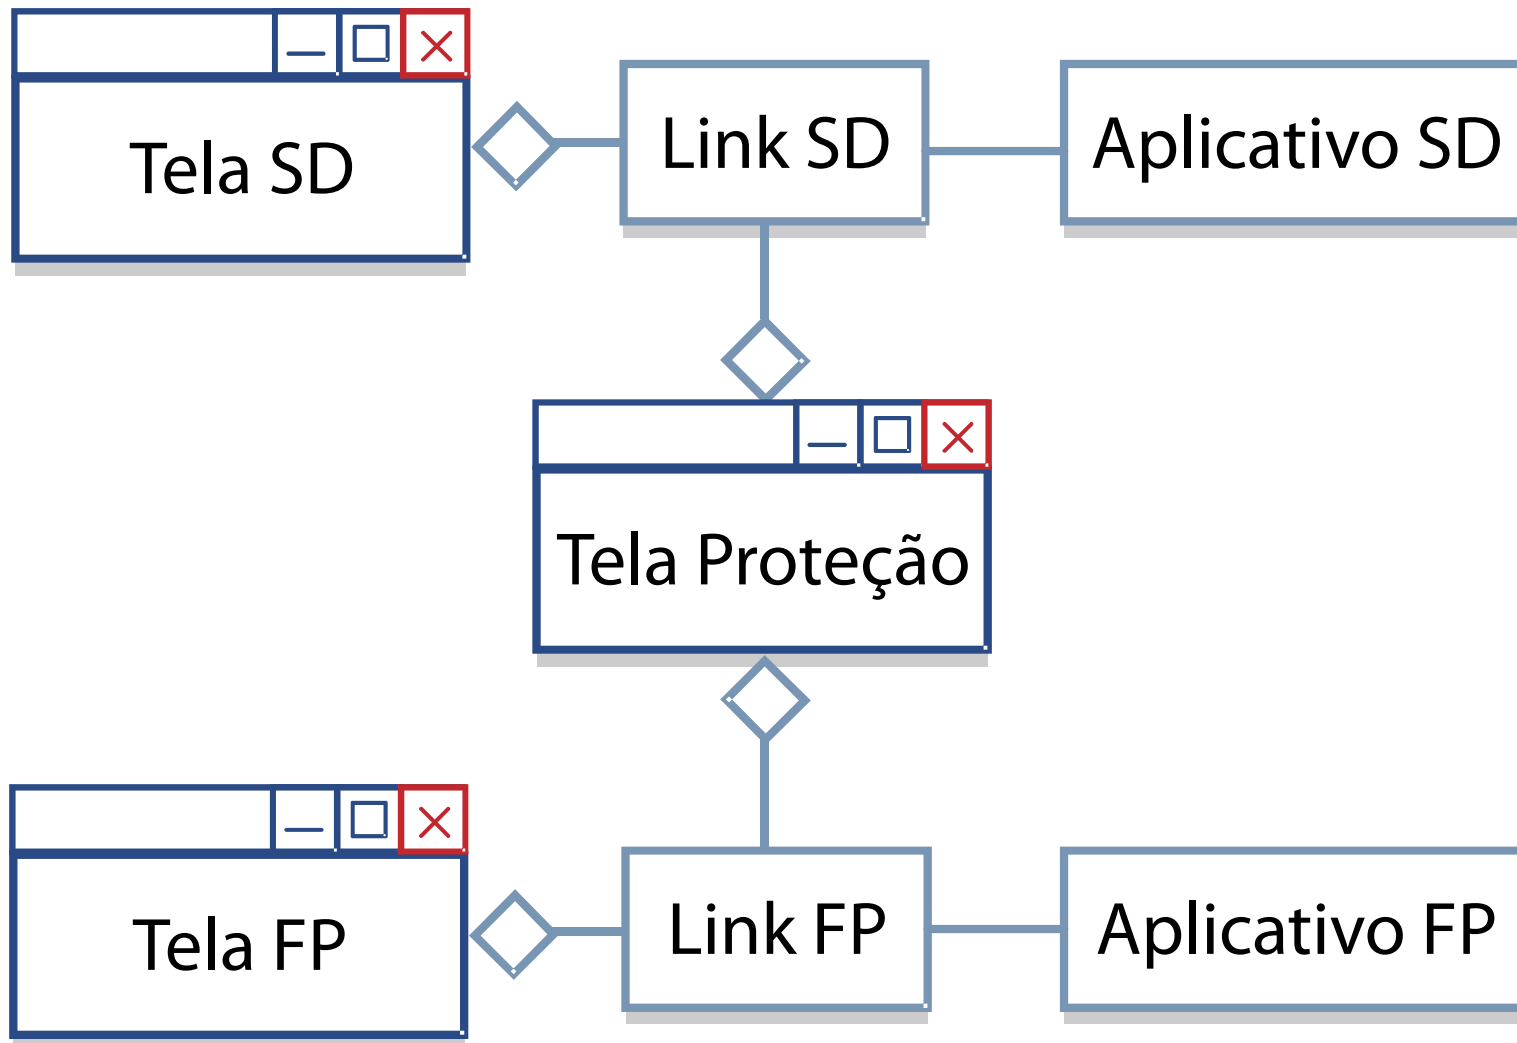 Tela SD
Link SD
Aplicativo SD
Tela Proteção
Tela FP
Link FP
Aplicativo FP